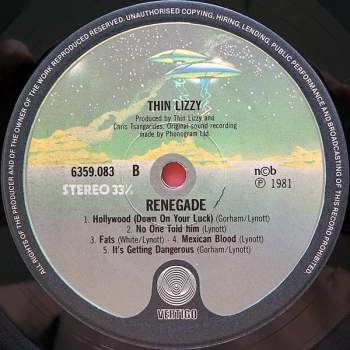 ALL RIGHTS OF THE PRODUCER AND OF THE OWNER OF THE WORK REPRODUCED RESERVED. UNAUTHORISED COPYING, HIRING, LENDING, PUBLIC PERFORMANCE AND BROADCASTING OF THIS RECORD PROHIBITED.
THIN LIZZY
Produced by Thin Lizzy and
Chris Tsangarides. Original sound recording
made by Phonogram Ltd.
6359.083 B
n©b
STEREO 33⅓
℗ 1981
RENEGADE
1. Hollywood (Down On Your Luck) (Gorham/Lynott)
2. No One Told him (Lynott)
3. Fats (White/Lynott) 4. Mexican Blood (Lynott)
5. It's Getting Dangerous (Gorham/Lynott)
VERTIGO